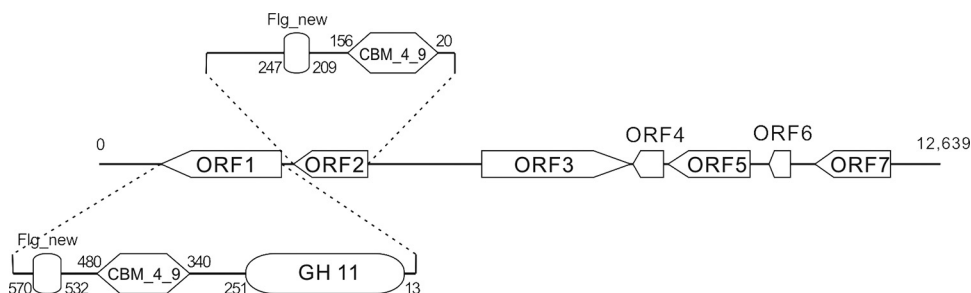 Flg_new
156 20
CBM_4_9
247 209
ORF4 ORF6
0 12,639
ORF1 ORF2 ORF3 ORF5 ORF7
Flg_new
480 340
CBM_4_9 GH 11
570 532 251 13